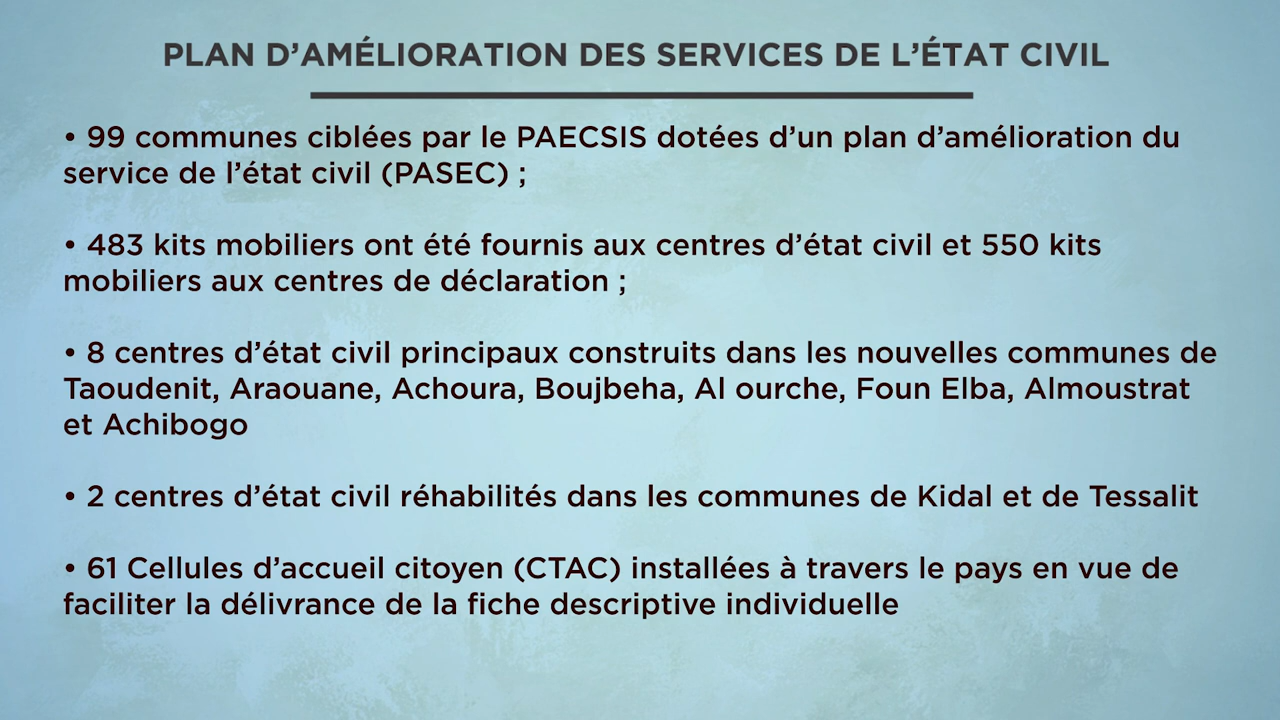 PLAN D’AMÉLIORATION DES SERVICES DE L’ÉTAT CIVIL
• 99 communes ciblées par le PAECSIS dotées d’un plan d’amélioration du
service de l’état civil (PASEC) ;
• 483 kits mobiliers ont été fournis aux centres d’état civil et 550 kits
mobiliers aux centres de déclaration ;
• 8 centres d’état civil principaux construits dans les nouvelles communes de
Taoudenit, Araouane, Achoura, Boujbeha, Al ourche, Foun Elba, Almoustrat
et Achibogo
• 2 centres d’état civil réhabilités dans les communes de Kidal et de Tessalit
• 61 Cellules d’accueil citoyen (CTAC) installées à travers le pays en vue de
faciliter la délivrance de la fiche descriptive individuelle